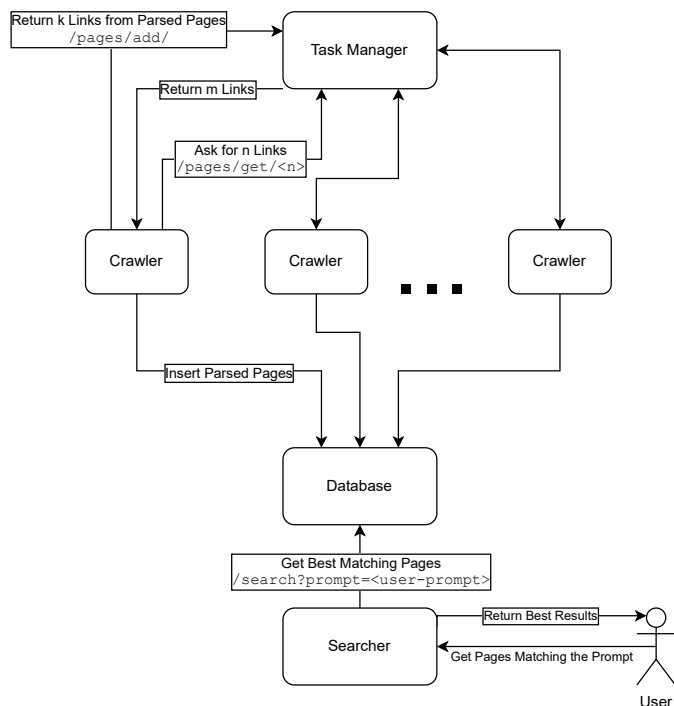 Return k Links from Parsed Pages
/pages/add/
Task Manager
Return m Links
Ask for n Links
/pages/get/<n>
Crawler
Crawler
Crawler
Insert Parsed Pages
Database
Get Best Matching Pages
/search?prompt=<user-prompt>
Searcher
Return Best Results
Get Pages Matching the Prompt
User